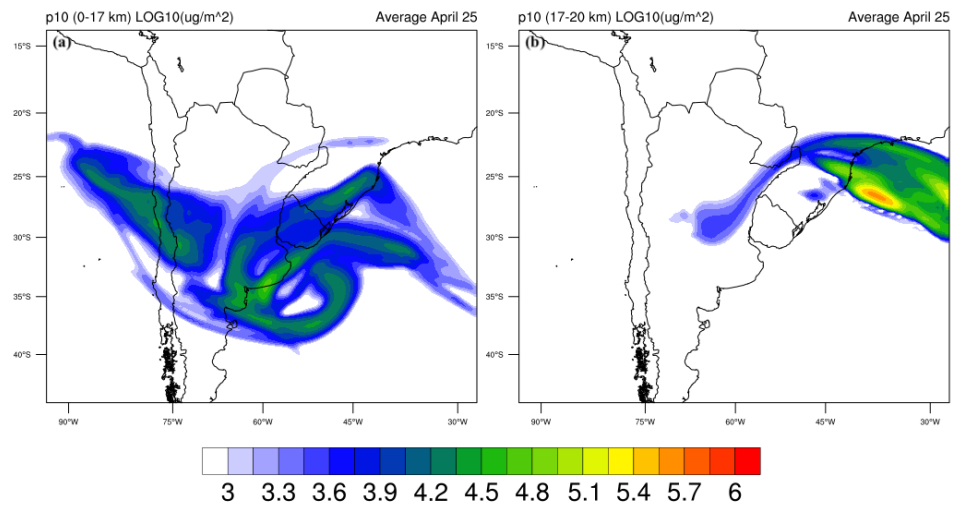 p10 (0-17 km) LOG10(ug/m^2) Average April 25
p10 (17-20 km) LOG10(ug/m^2) Average April 25
(a)
(b)
15°S
20°S
25°S
30°S
35°S
40°S
15°S
20°S
25°S
30°S
35°S
40°S
90°W 75°W 60°W 45°W 30°W
90°W 75°W 60°W 45°W 30°W
3 3.3 3.6 3.9 4.2 4.5 4.8 5.1 5.4 5.7 6